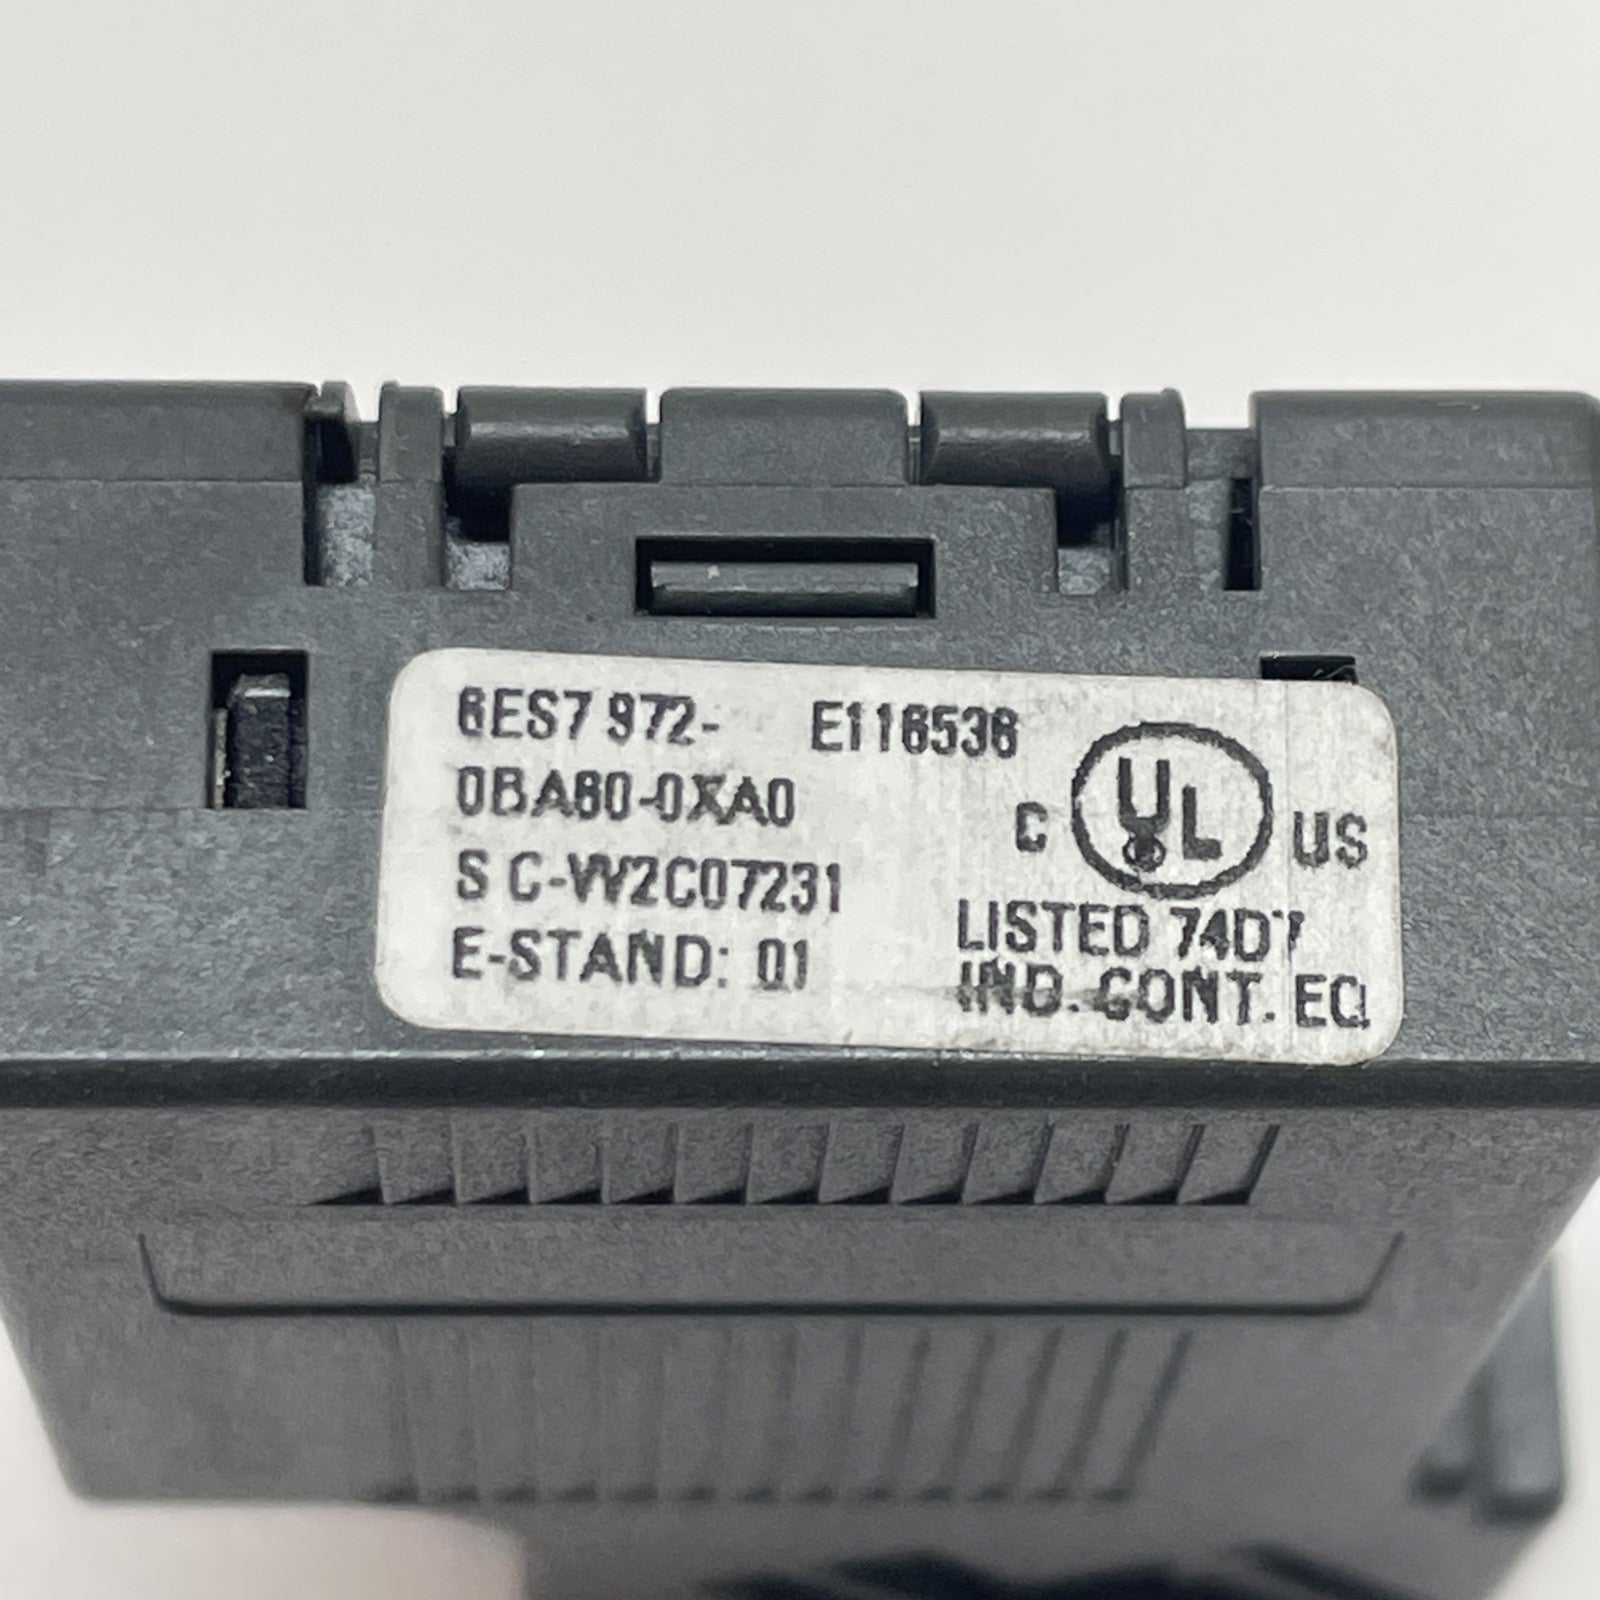 6ES7 972-
0BA60-0XA0
S C-W2C07231
E-STAND: 01
E116536
C UL US
LISTED 74D7
IND. CONT. EQ